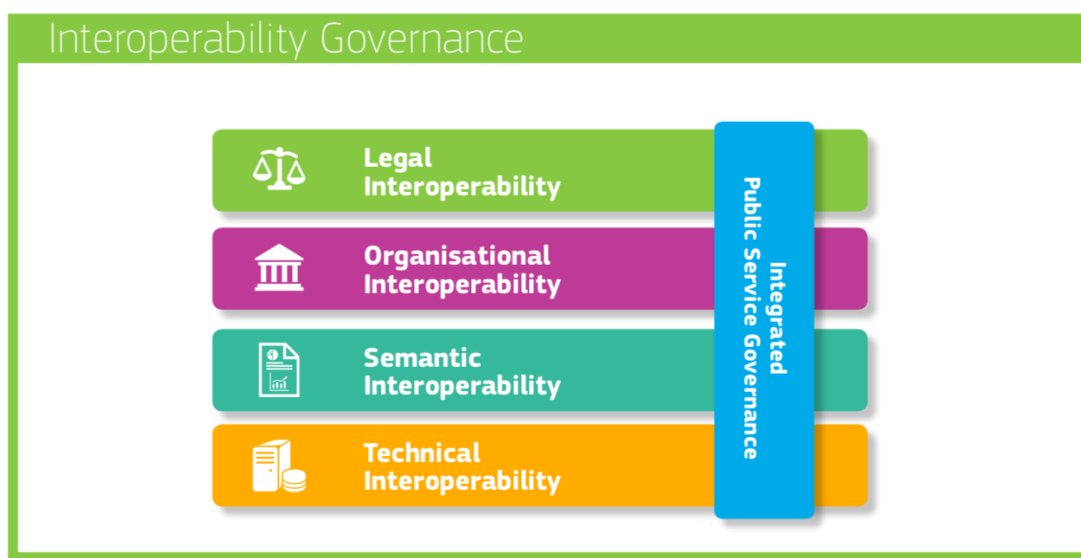 Interoperability Governance
Legal
Interoperability
Organisational
Interoperability
Semantic
Interoperability
Technical
Interoperability
Integrated
Public Service Governance